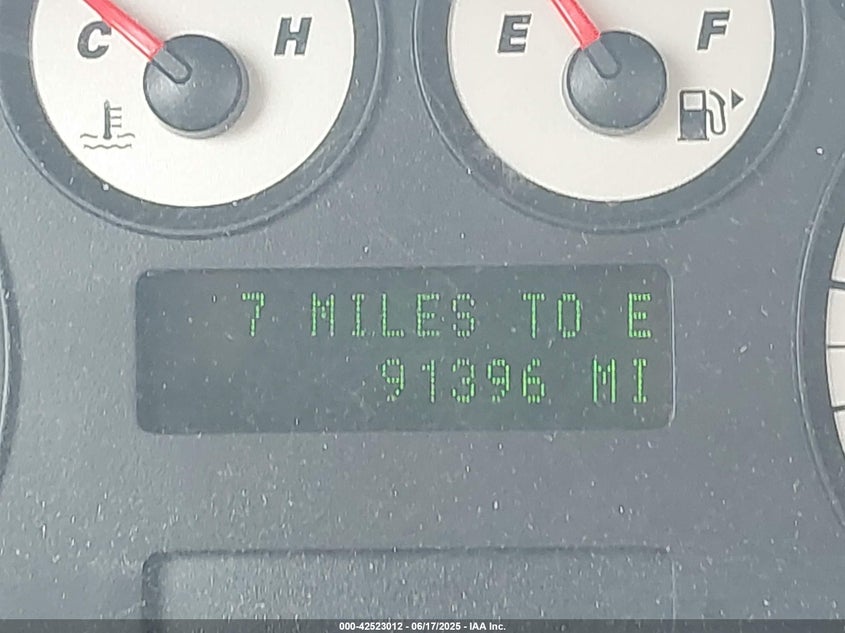 C H E F
7 MILES TO E
91396 MI
000-42523012 - 06/17/2025 - IAA Inc.